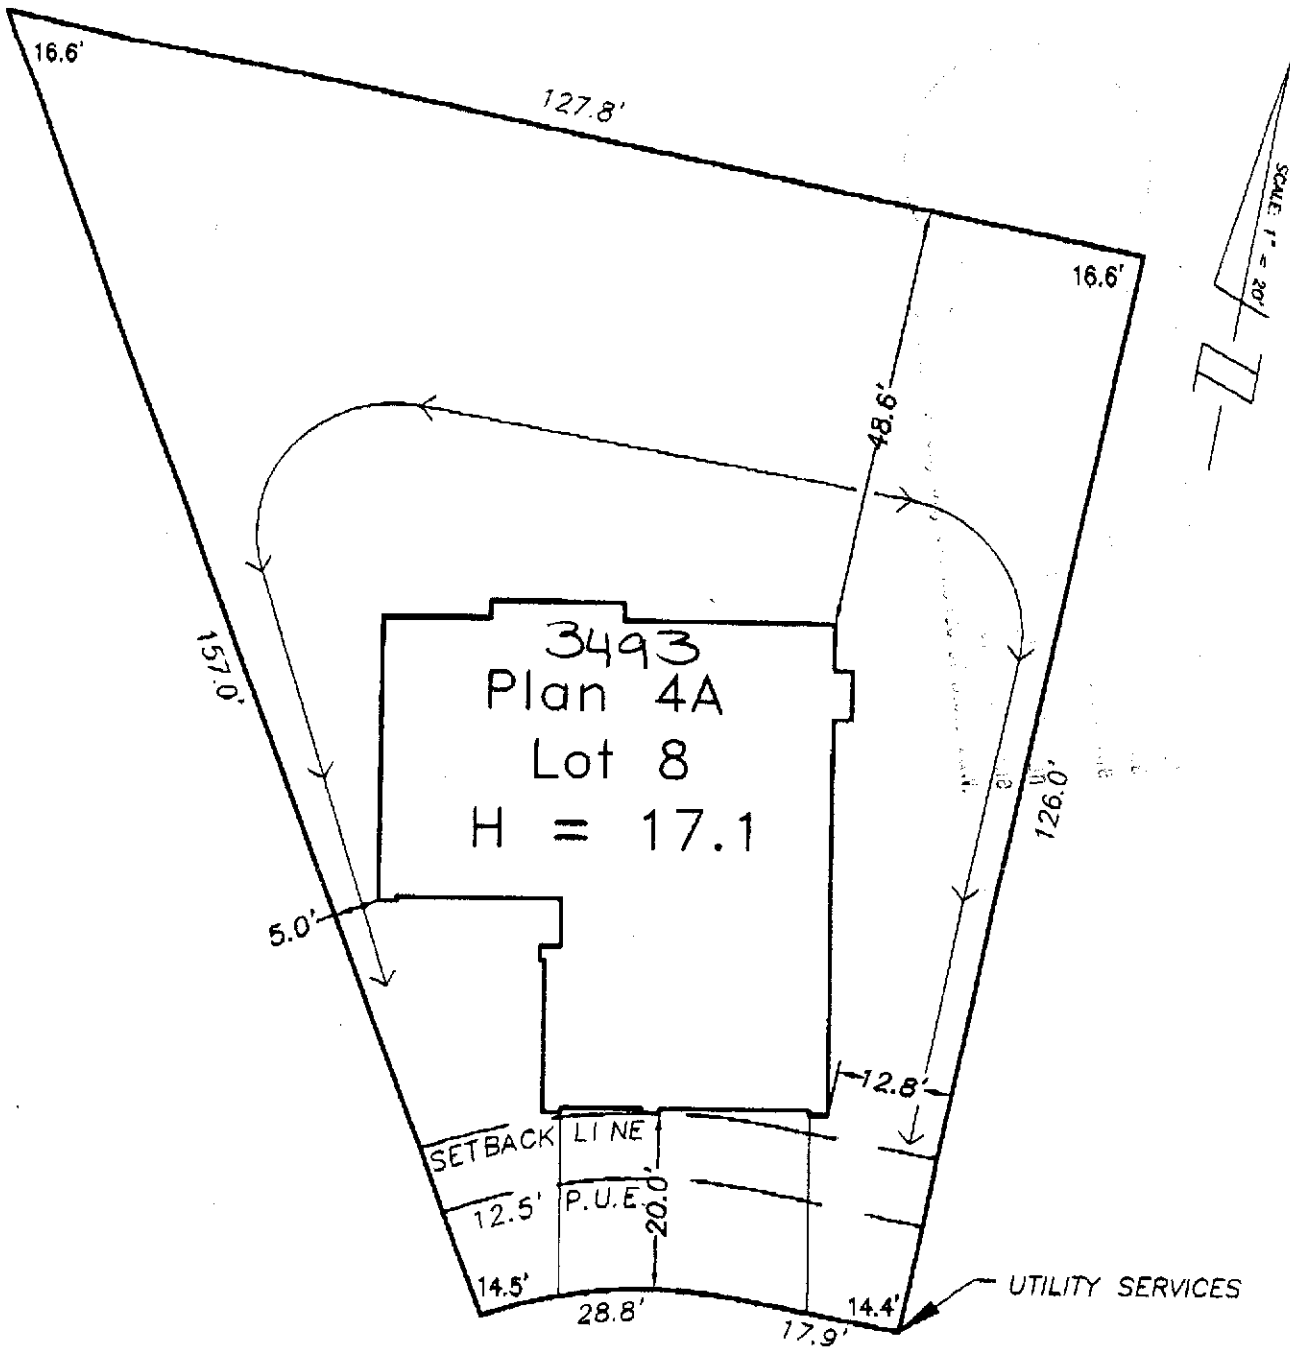 16.6'
127.8'
SCALE: 1" = 20'
16.6'
48.6'
157.0'
3493
Plan 4A
Lot 8
H = 17.1
126.0'
5.0'
12.8'
SETBACK LINE
12.5' P.U.E.
20.0'
14.5'
28.8'
14.4'
17.9'
UTILITY SERVICES